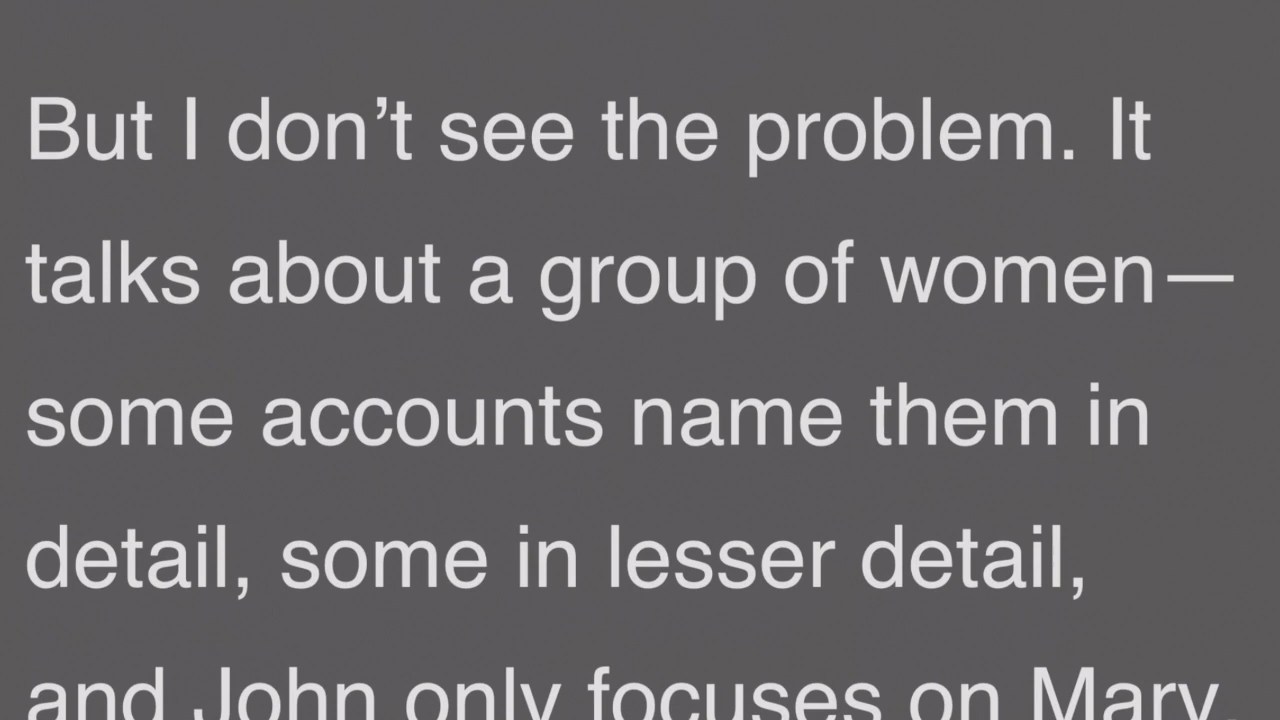 But I don’t see the problem. It
talks about a group of women—
some accounts name them in
detail, some in lesser detail,
and John only focuses on Mary.